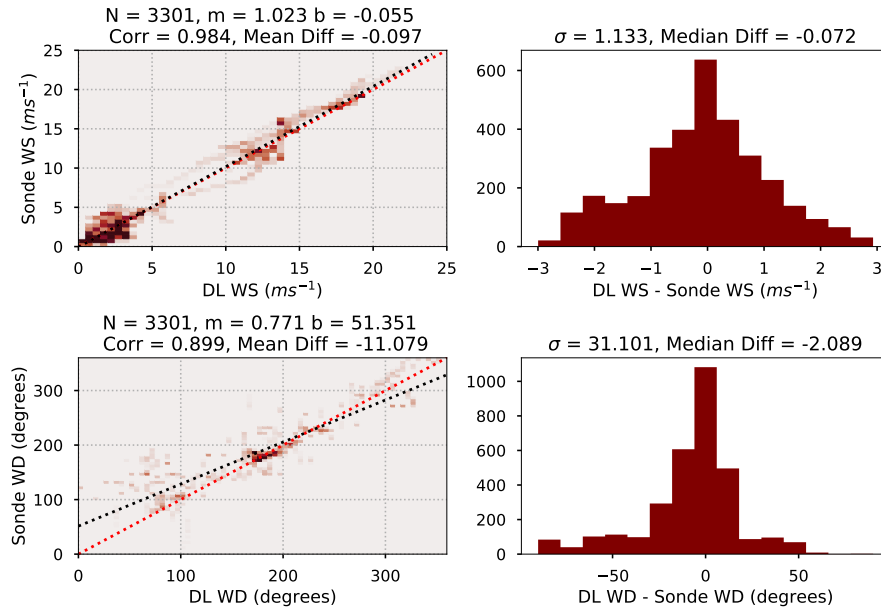 N = 3301, m = 1.023 b = -0.055
Corr = 0.984, Mean Diff = -0.097
25
20
15
10
5
0
Sonde WS (ms⁻¹)
0 5 10 15 20 25
DL WS (ms⁻¹)
σ = 1.133, Median Diff = -0.072
600
400
200
0
−3 −2 −1 0 1 2 3
DL WS - Sonde WS (ms⁻¹)
N = 3301, m = 0.771 b = 51.351
Corr = 0.899, Mean Diff = -11.079
300
200
100
0
Sonde WD (degrees)
0 100 200 300
DL WD (degrees)
σ = 31.101, Median Diff = -2.089
1000
800
600
400
200
0
−50 0 50
DL WD - Sonde WD (degrees)